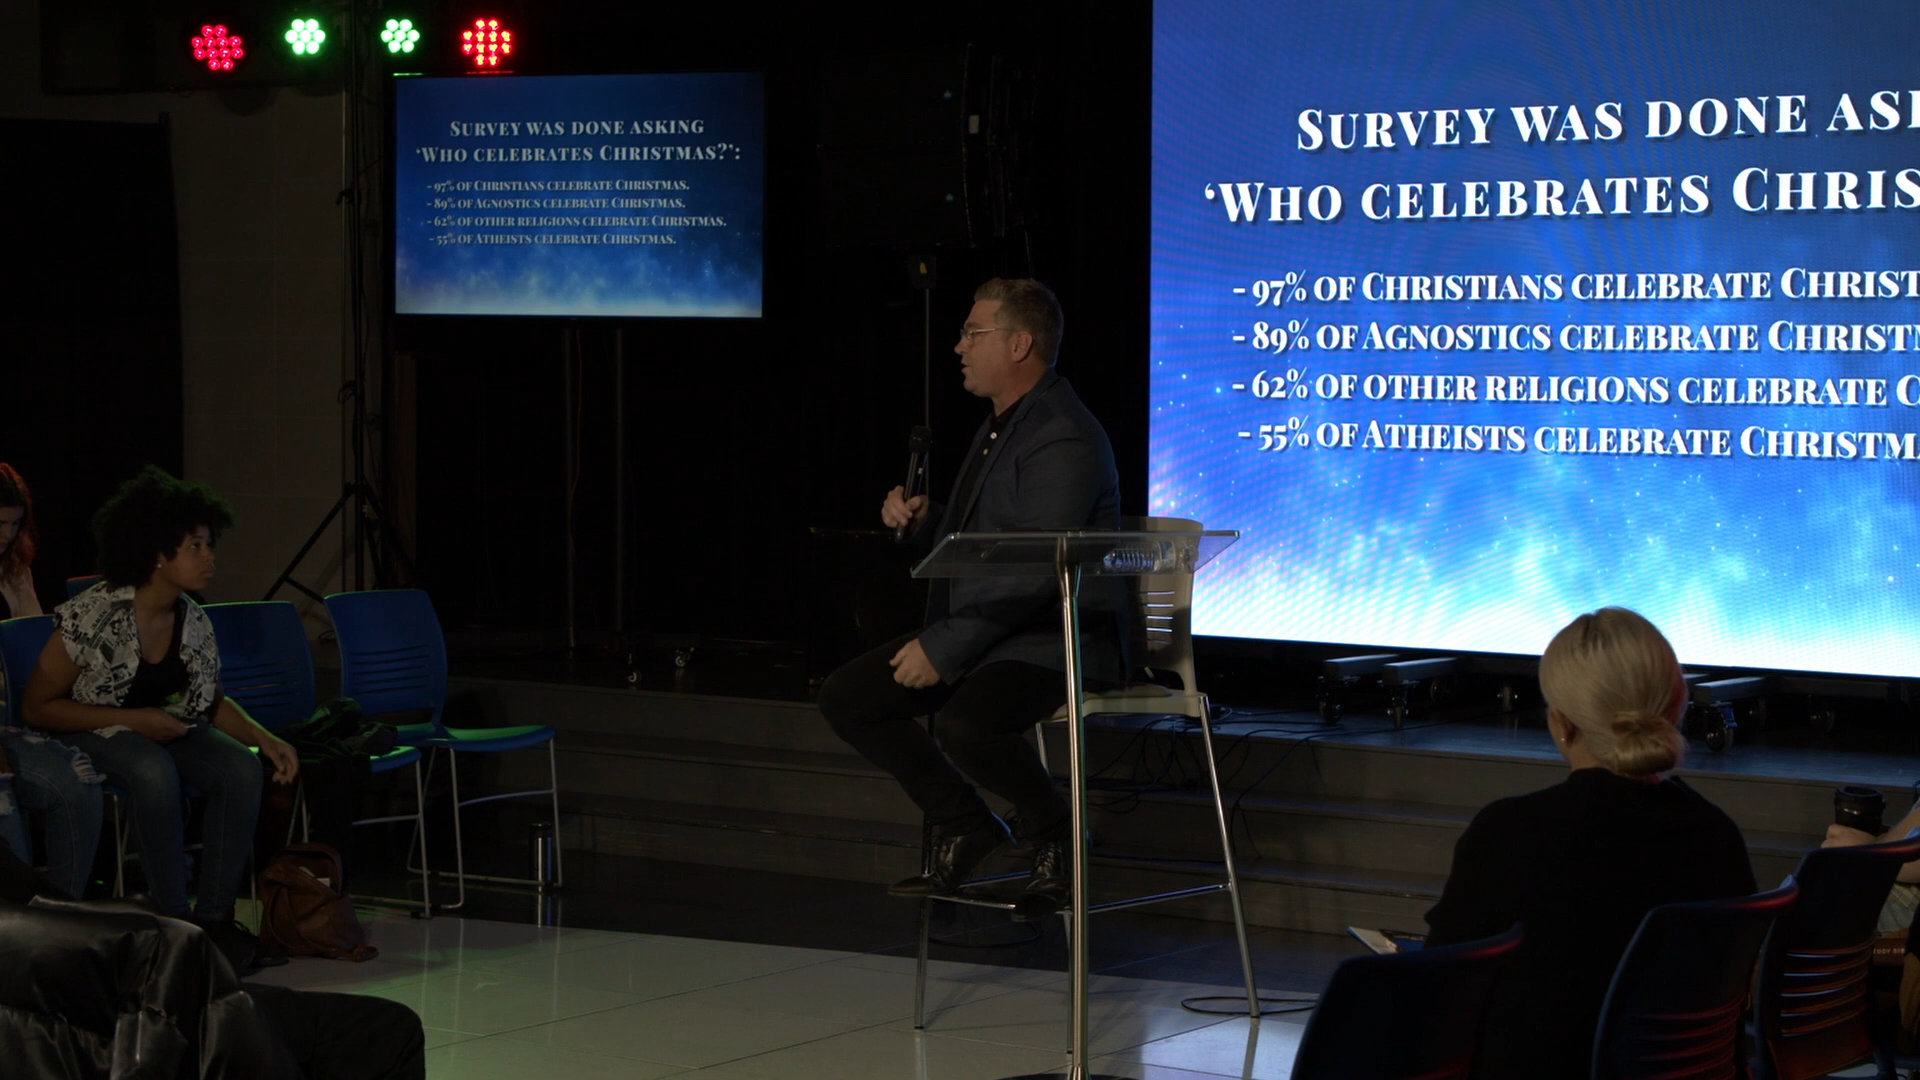 SURVEY WAS DONE ASKING
‘WHO CELEBRATES CHRISTMAS?’:
- 97% OF CHRISTIANS CELEBRATE CHRISTMAS.
- 89% OF AGNOSTICS CELEBRATE CHRISTMAS.
- 62% OF OTHER RELIGIONS CELEBRATE CHRISTMAS.
- 55% OF ATHEISTS CELEBRATE CHRISTMAS.
SURVEY WAS DONE AS
‘WHO CELEBRATES CHRIS
- 97% OF CHRISTIANS CELEBRATE CHRIST
- 89% OF AGNOSTICS CELEBRATE CHRIST
- 62% OF OTHER RELIGIONS CELEBRATE C
- 55% OF ATHEISTS CELEBRATE CHRISTM